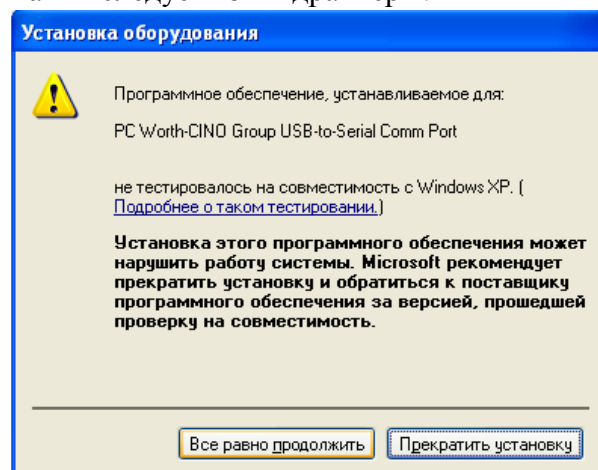 Установка оборудования
Программное обеспечение, устанавливаемое для:
PC Worth-CINO Group USB-to-Serial Comm Port
не тестировалось на совместимость с Windows XP. (
Подробнее о таком тестировании.)
Установка этого программного обеспечения может
нарушить работу системы. Microsoft рекомендует
прекратить установку и обратиться к поставщику
программного обеспечения за версией, прошедшей
проверку на совместимость.
Все равно продолжить Прекратить установку